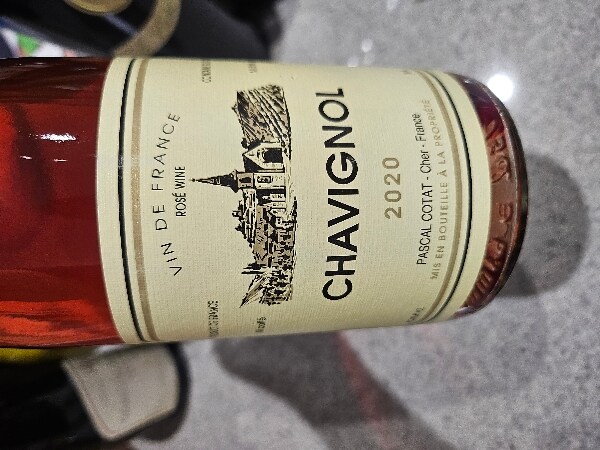 VIN DE FRANCE
ROSÉ WINE
CHAVIGNOL
2020
PASCAL COTAT - Cher - France
MIS EN BOUTEILLE À LA PROPRIÉTÉ